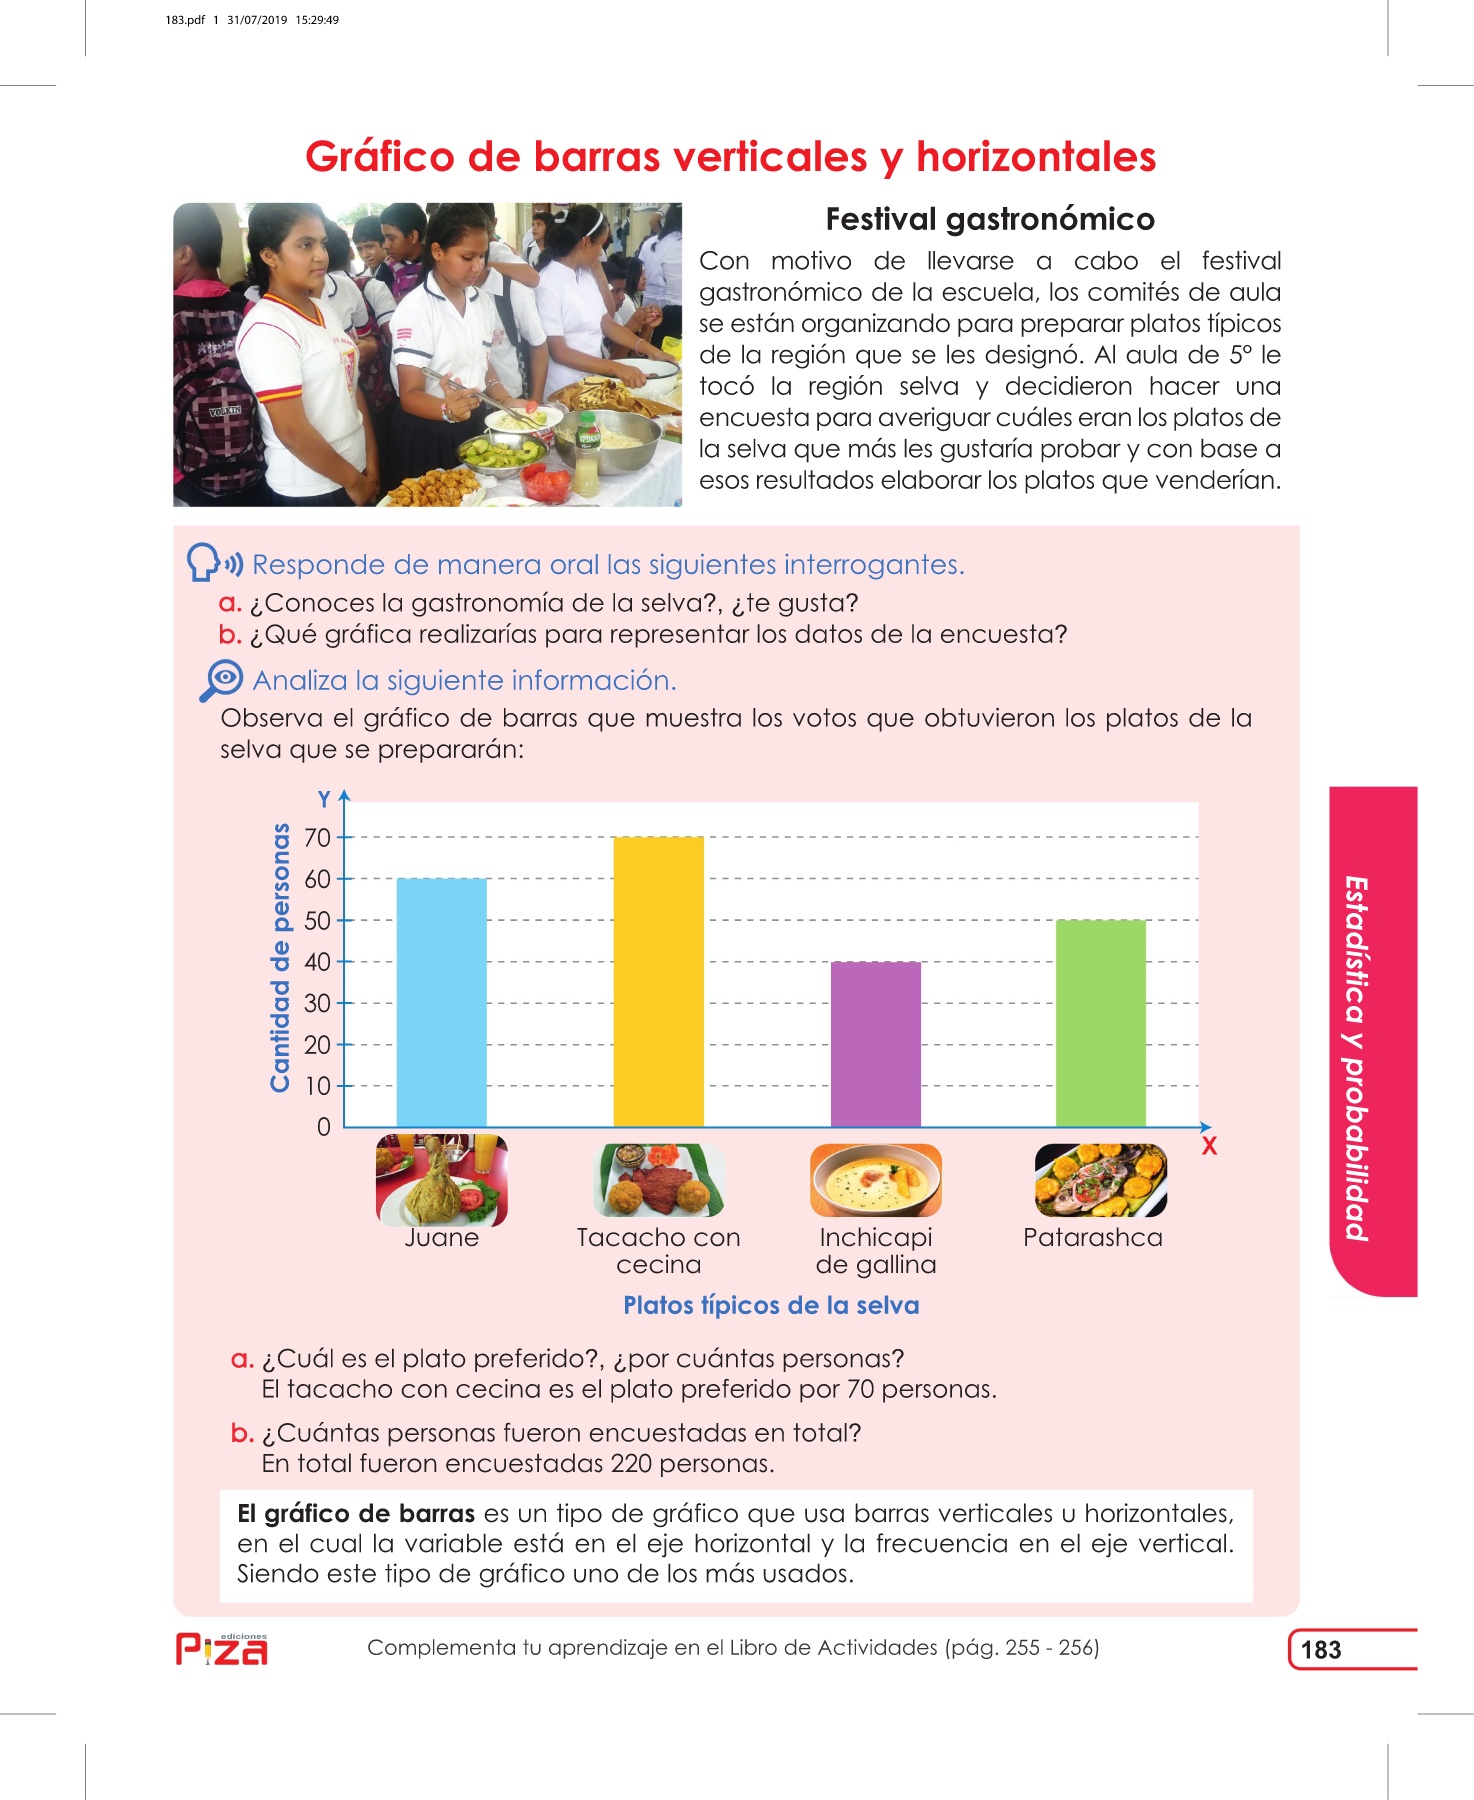 183.pdf 1 31/07/2019 15:29:49
Gráfico de barras verticales y horizontales
Festival gastronómico
Con motivo de llevarse a cabo el festival
gastronómico de la escuela, los comités de aula
se están organizando para preparar platos típicos
de la región que se les designó. Al aula de 5° le
tocó la región selva y decidieron hacer una
encuesta para averiguar cuáles eran los platos de
la selva que más les gustaría probar y con base a
esos resultados elaborar los platos que venderían.
Responde de manera oral las siguientes interrogantes.
a. ¿Conoces la gastronomía de la selva?, ¿te gusta?
b. ¿Qué gráfica realizarías para representar los datos de la encuesta?
Analiza la siguiente información.
Observa el gráfico de barras que muestra los votos que obtuvieron los platos de la
selva que se prepararán:
Y
Cantidad de personas
70
60
50
40
30
20
10
0
X
Juane
Tacacho con
cecina
Inchicapi
de gallina
Patarashca
Platos típicos de la selva
a. ¿Cuál es el plato preferido?, ¿por cuántas personas?
El tacacho con cecina es el plato preferido por 70 personas.
b. ¿Cuántas personas fueron encuestadas en total?
En total fueron encuestadas 220 personas.
El gráfico de barras es un tipo de gráfico que usa barras verticales u horizontales,
en el cual la variable está en el eje horizontal y la frecuencia en el eje vertical.
Siendo este tipo de gráfico uno de los más usados.
Estadística y probabilidad
ediciones
Piza
Complementa tu aprendizaje en el Libro de Actividades (pág. 255 - 256)
183